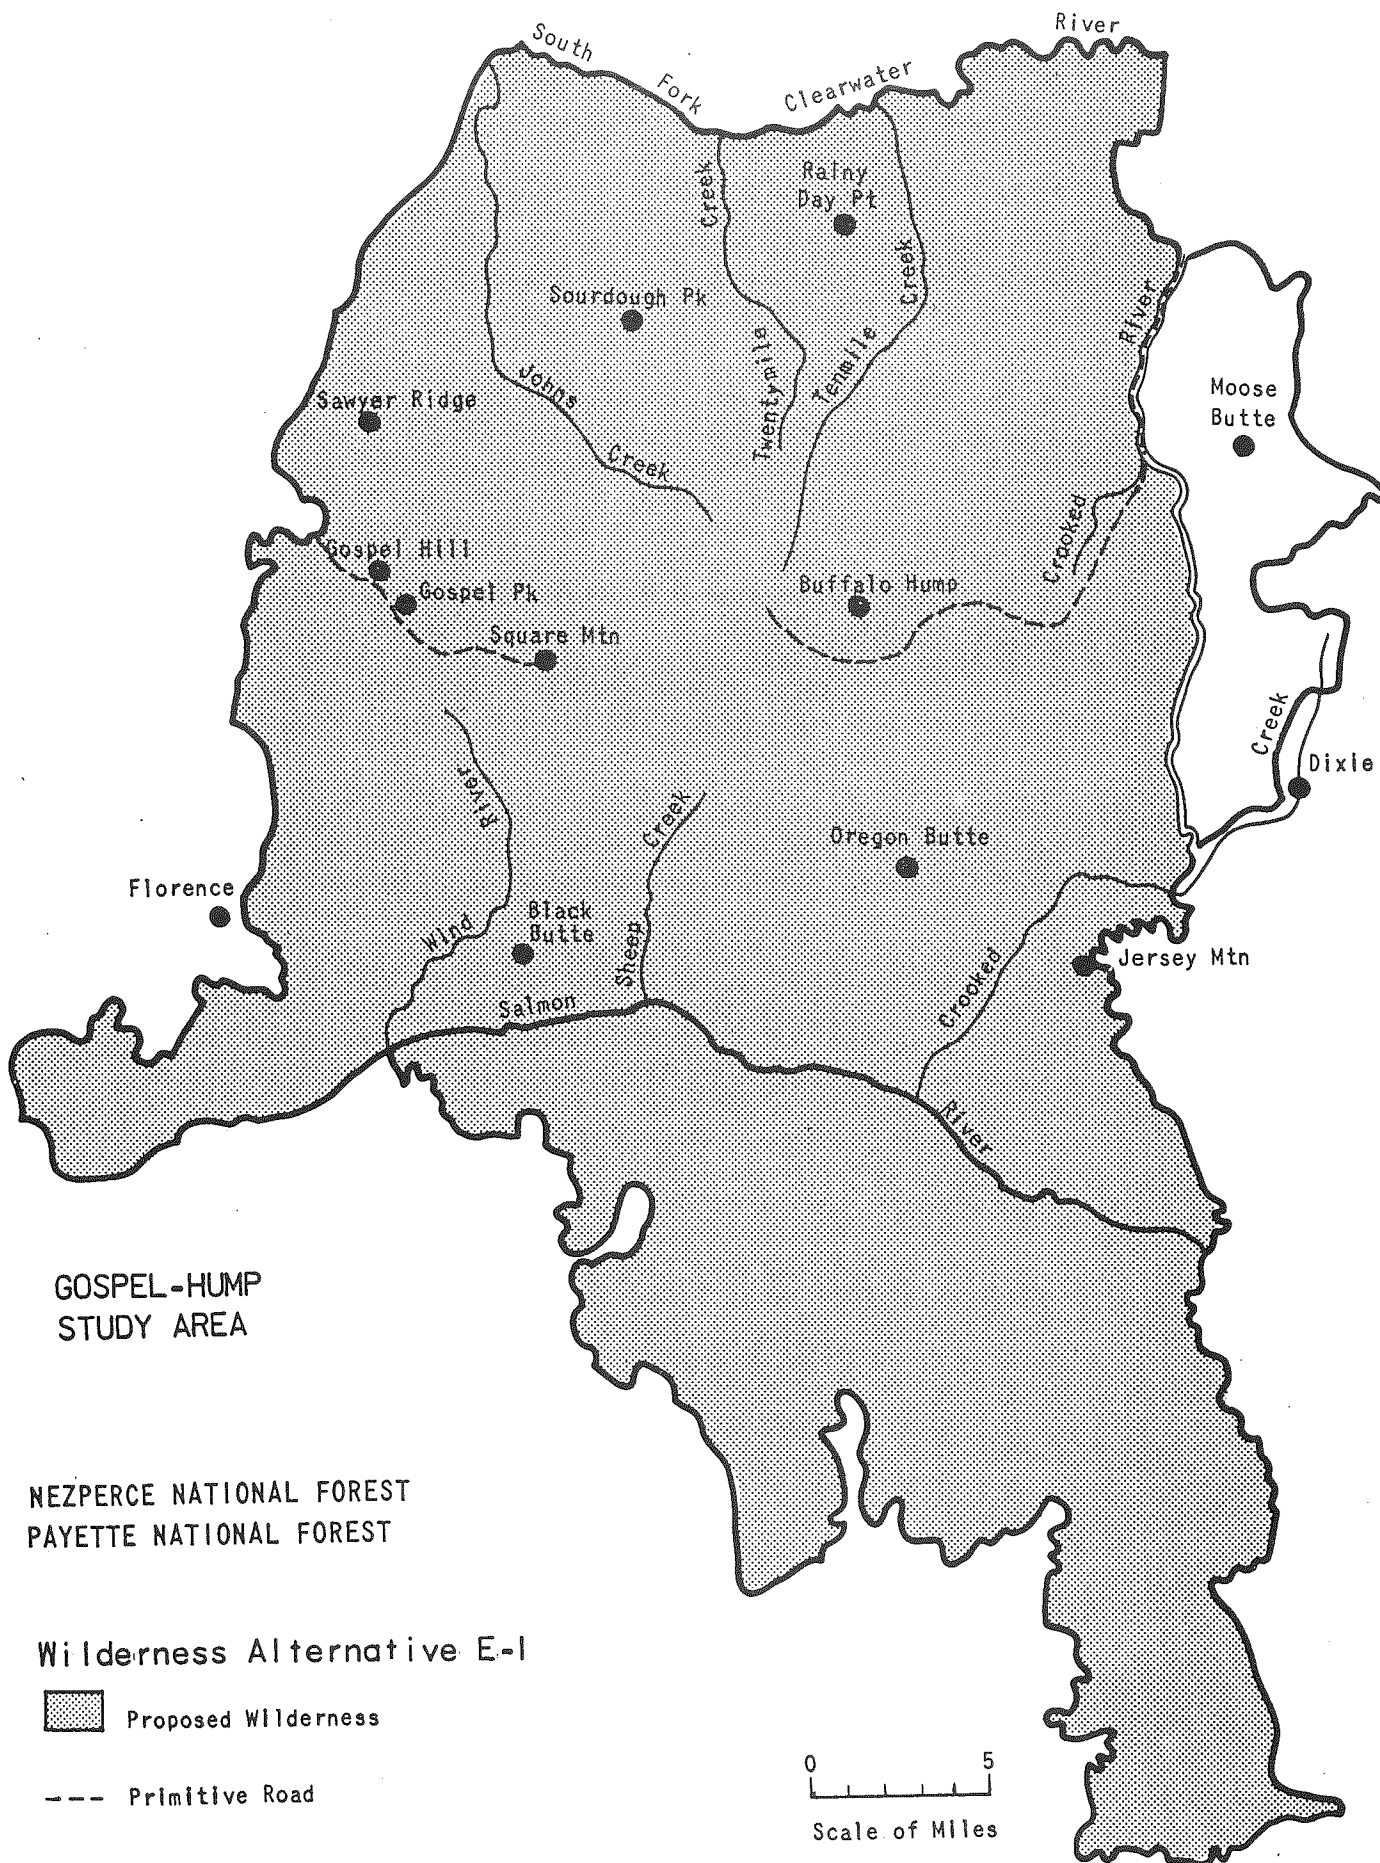 River
South
Fork
Clearwater
Creek
Rainy
Day Pt
Creek
Sourdough Pk
River
Twentymile
Tenmile
Johns
Creek
Sawyer Ridge
Moose
Butte
Crooked
Gospel Hill
Gospel Pk
Buffalo Hump
Square Mtn
Creek
Dixie
River
Creek
Oregon Butte
Florence
Wind
Black
Butte
Sheep
Salmon
Crooked
Jersey Mtn
River
GOSPEL-HUMP
STUDY AREA
NEZPERCE NATIONAL FOREST
PAYETTE NATIONAL FOREST
Wilderness Alternative E-I
Proposed Wilderness
--- Primitive Road
0 5
Scale of Miles